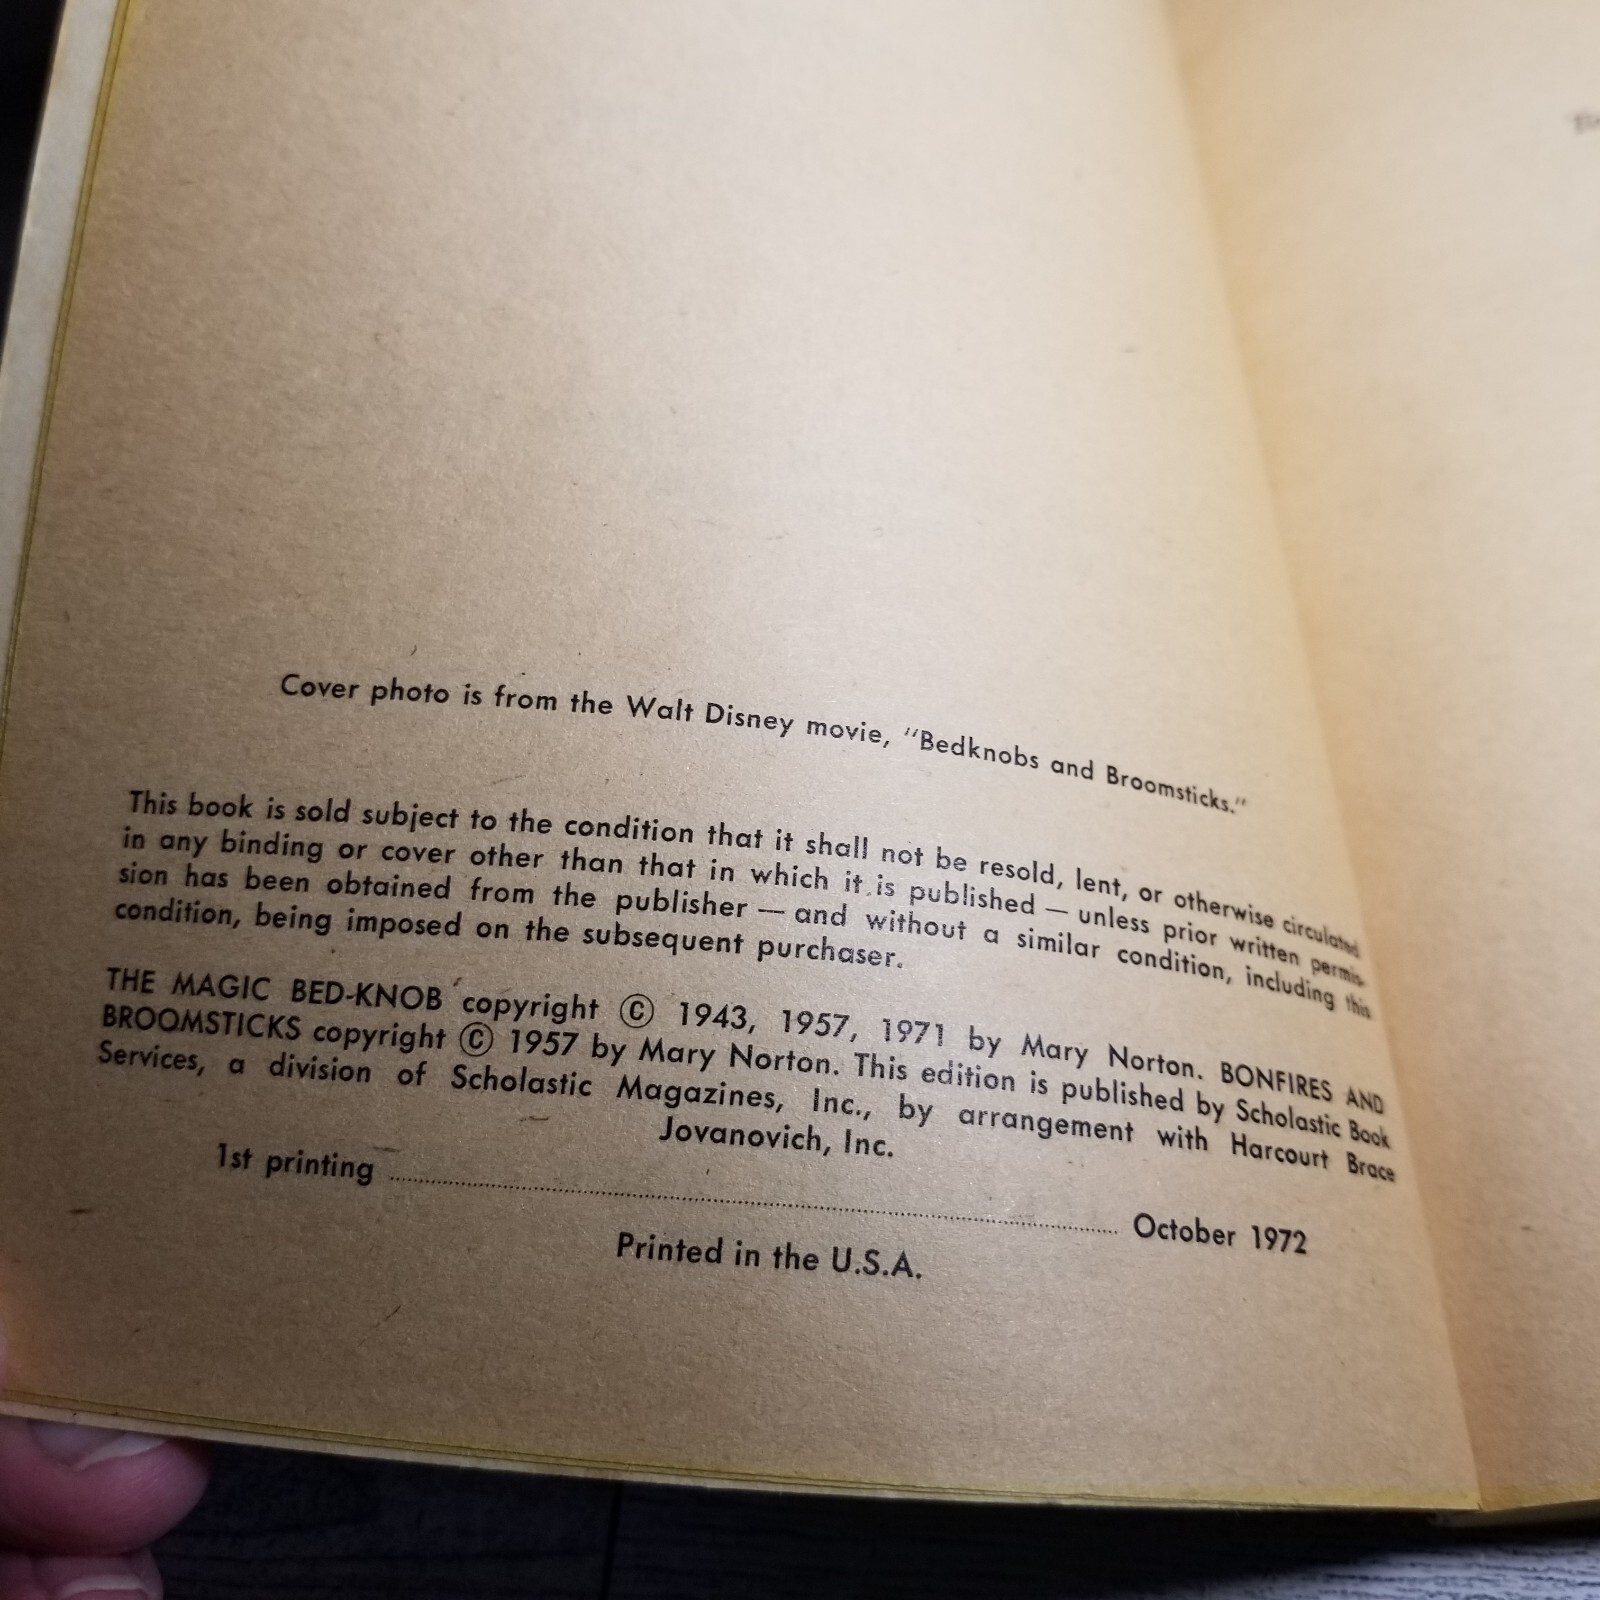 Cover photo is from the Walt Disney movie, "Bedknobs and Broomsticks."
This book is sold subject to the condition that it shall not be resold, lent, or otherwise circulated
in any binding or cover other than that in which it is published — unless prior written permis-
sion has been obtained from the publisher — and without a similar condition, including this
condition, being imposed on the subsequent purchaser.
THE MAGIC BED-KNOB copyright © 1943, 1957, 1971 by Mary Norton. BONFIRES AND
BROOMSTICKS copyright © 1957 by Mary Norton. This edition is published by Scholastic Book
Services, a division of Scholastic Magazines, Inc., by arrangement with Harcourt Brace
Jovanovich, Inc.
1st printing .......... October 1972
Printed in the U.S.A.